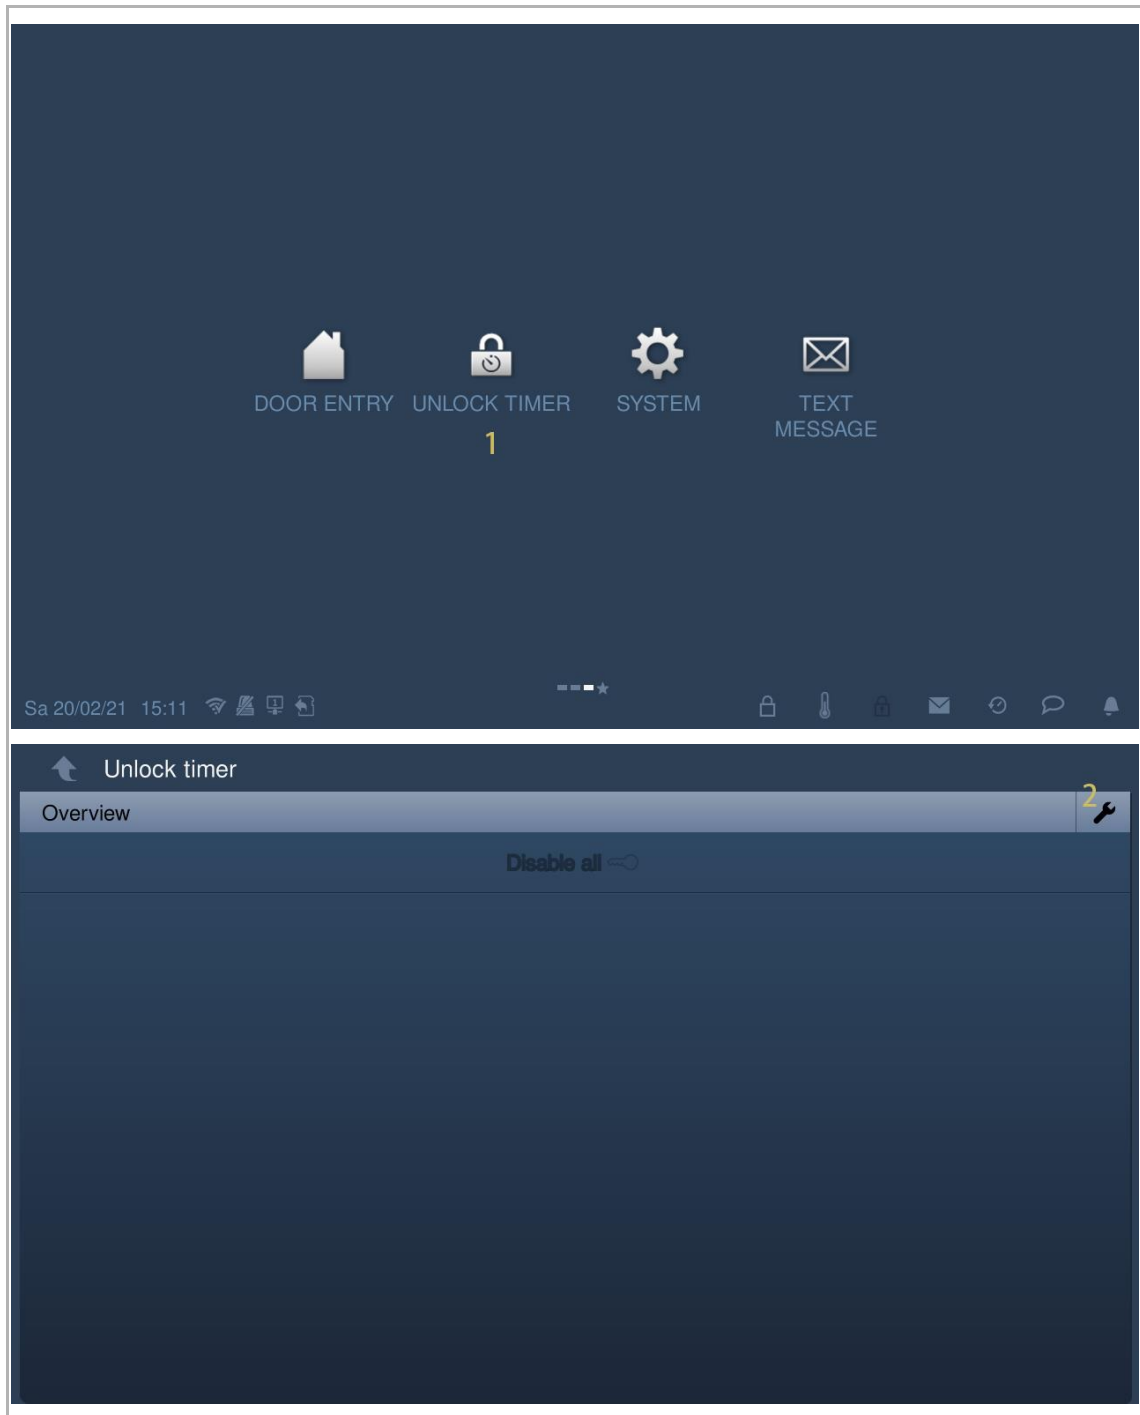 DOOR ENTRY UNLOCK TIMER SYSTEM TEXT
MESSAGE
1
Sa 20/02/21 15:11
Unlock timer
2
Overview
Disable all